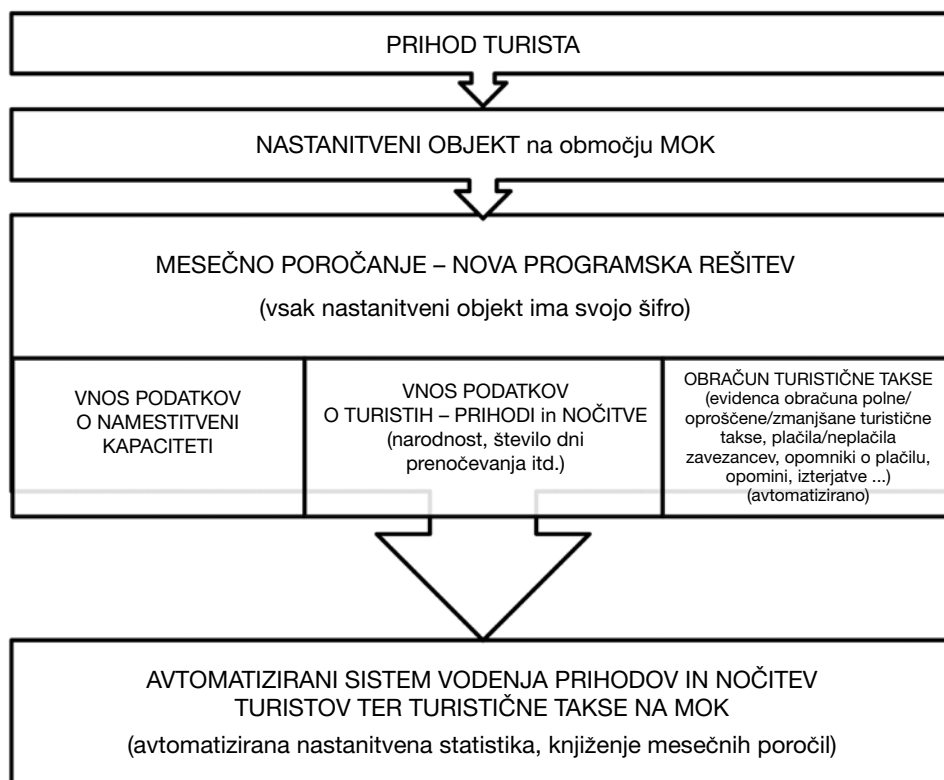 PRIHOD TURISTA
NASTANITVENI OBJEKT na območju MOK
MESEČNO POROČANJE – NOVA PROGRAMSKA REŠITEV
(vsak nastanitveni objekt ima svojo šifro)
VNOS PODATKOV
O NAMESTITVENI
KAPACITETI
VNOS PODATKOV
O TURISTIH – PRIHODI in NOČITVE
(narodnost, število dni
prenočevanja itd.)
OBRAČUN TURISTIČNE TAKSE
(evidenca obračuna polne/
oproščene/zmanjšane turistične
takse, plačila/neplačila
zavezancev, opomniki o plačilu,
opomini, izterjatve ...)
(avtomatizirano)
AVTOMATIZIRANI SISTEM VODENJA PRIHODOV IN NOČITEV
TURISTOV TER TURISTIČNE TAKSE NA MOK
(avtomatizirana nastanitvena statistika, knjiženje mesečnih poročil)